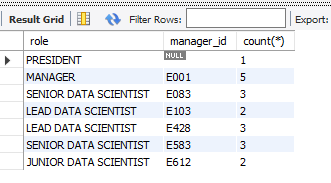 Result Grid Filter Rows: Export:
role manager_id count(*)
PRESIDENT NULL 1
MANAGER E001 5
SENIOR DATA SCIENTIST E083 3
LEAD DATA SCIENTIST E103 2
LEAD DATA SCIENTIST E428 3
SENIOR DATA SCIENTIST E583 3
JUNIOR DATA SCIENTIST E612 2